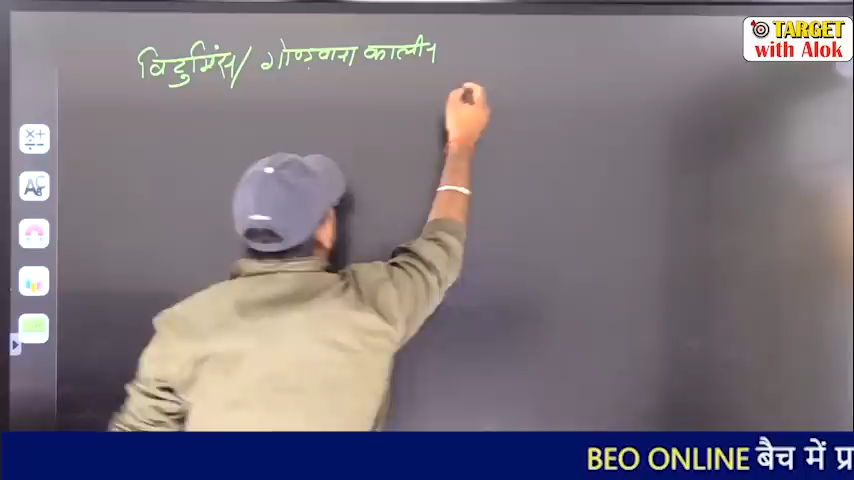 विटुमिंस/ गोण्डवाना कालीन
TARGET
with Alok
BEO ONLINE बैच में प्र